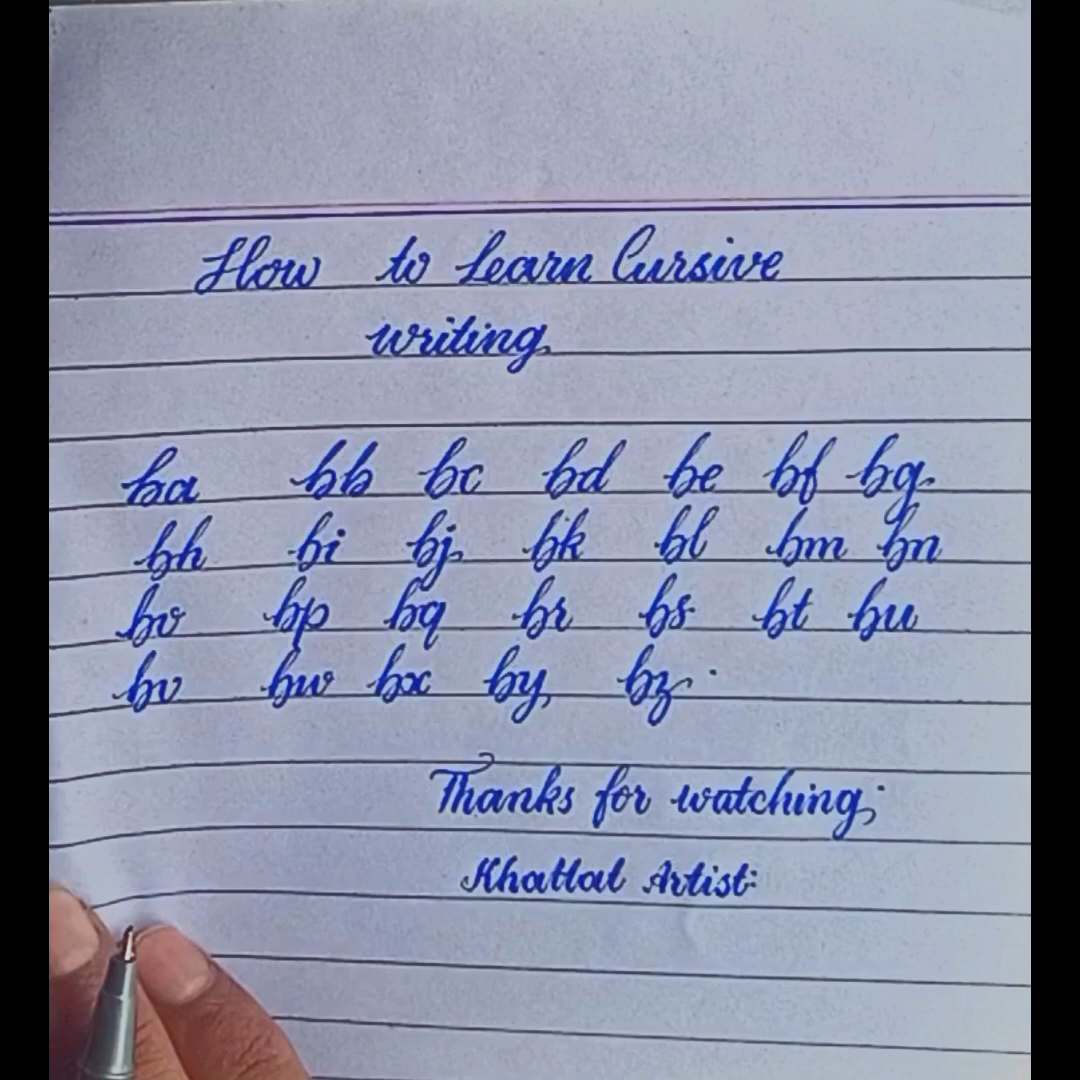 How to Learn Cursive
writing
ba bb bc bd be bf bg
bh bi bj bk bl bm bn
bo bp bq br bs bt bu
bv bw bx by bz.
Thanks for watching;
Khattat Artist: